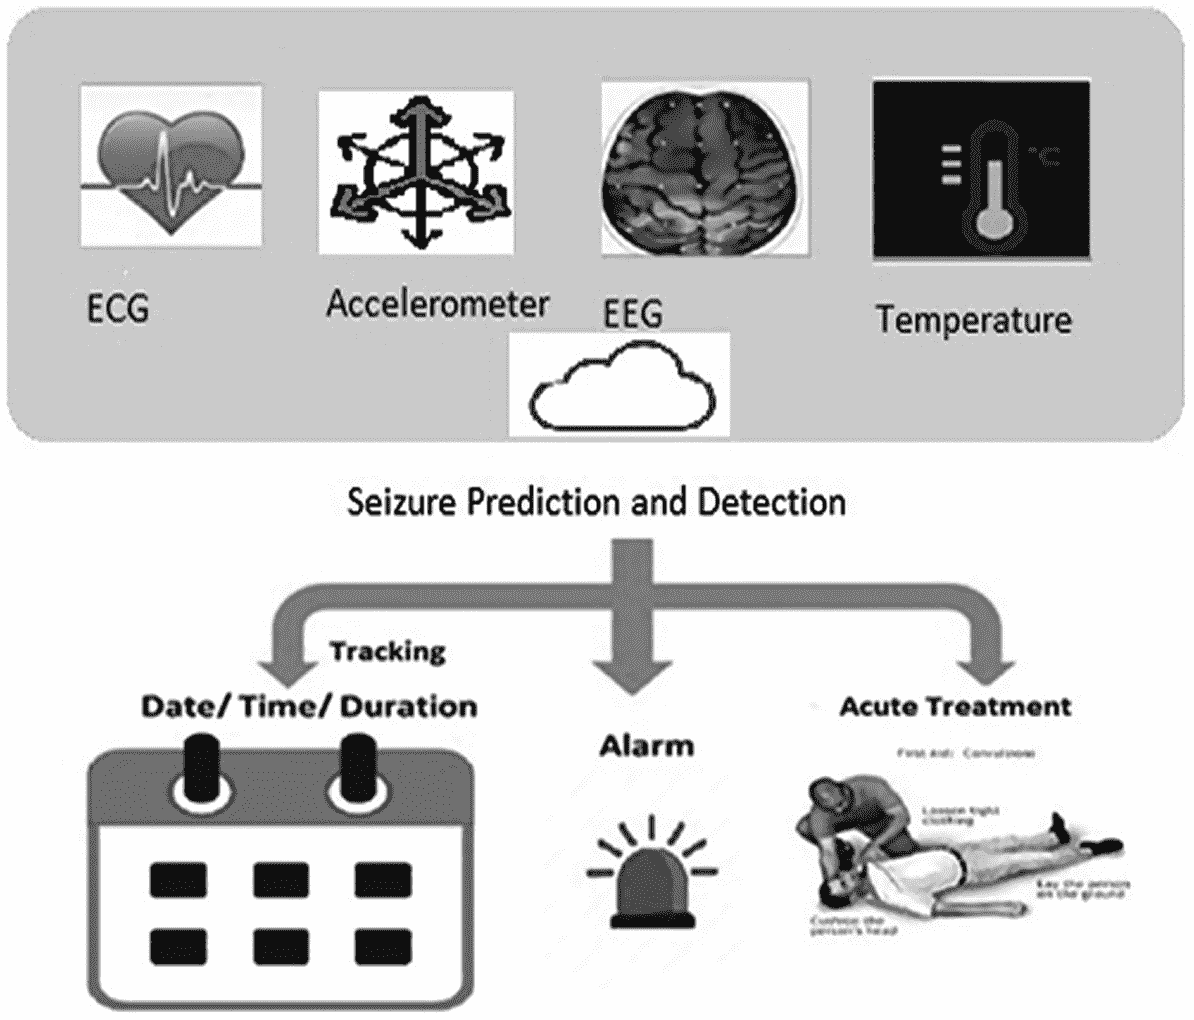 ECG
Accelerometer
EEG
Temperature
Seizure Prediction and Detection
Tracking
Date/ Time/ Duration
Alarm
Acute Treatment
First Aid: Convulsions
Loosen tight
clothing
Lay the person
on the ground
Cushion the
person's head
°C